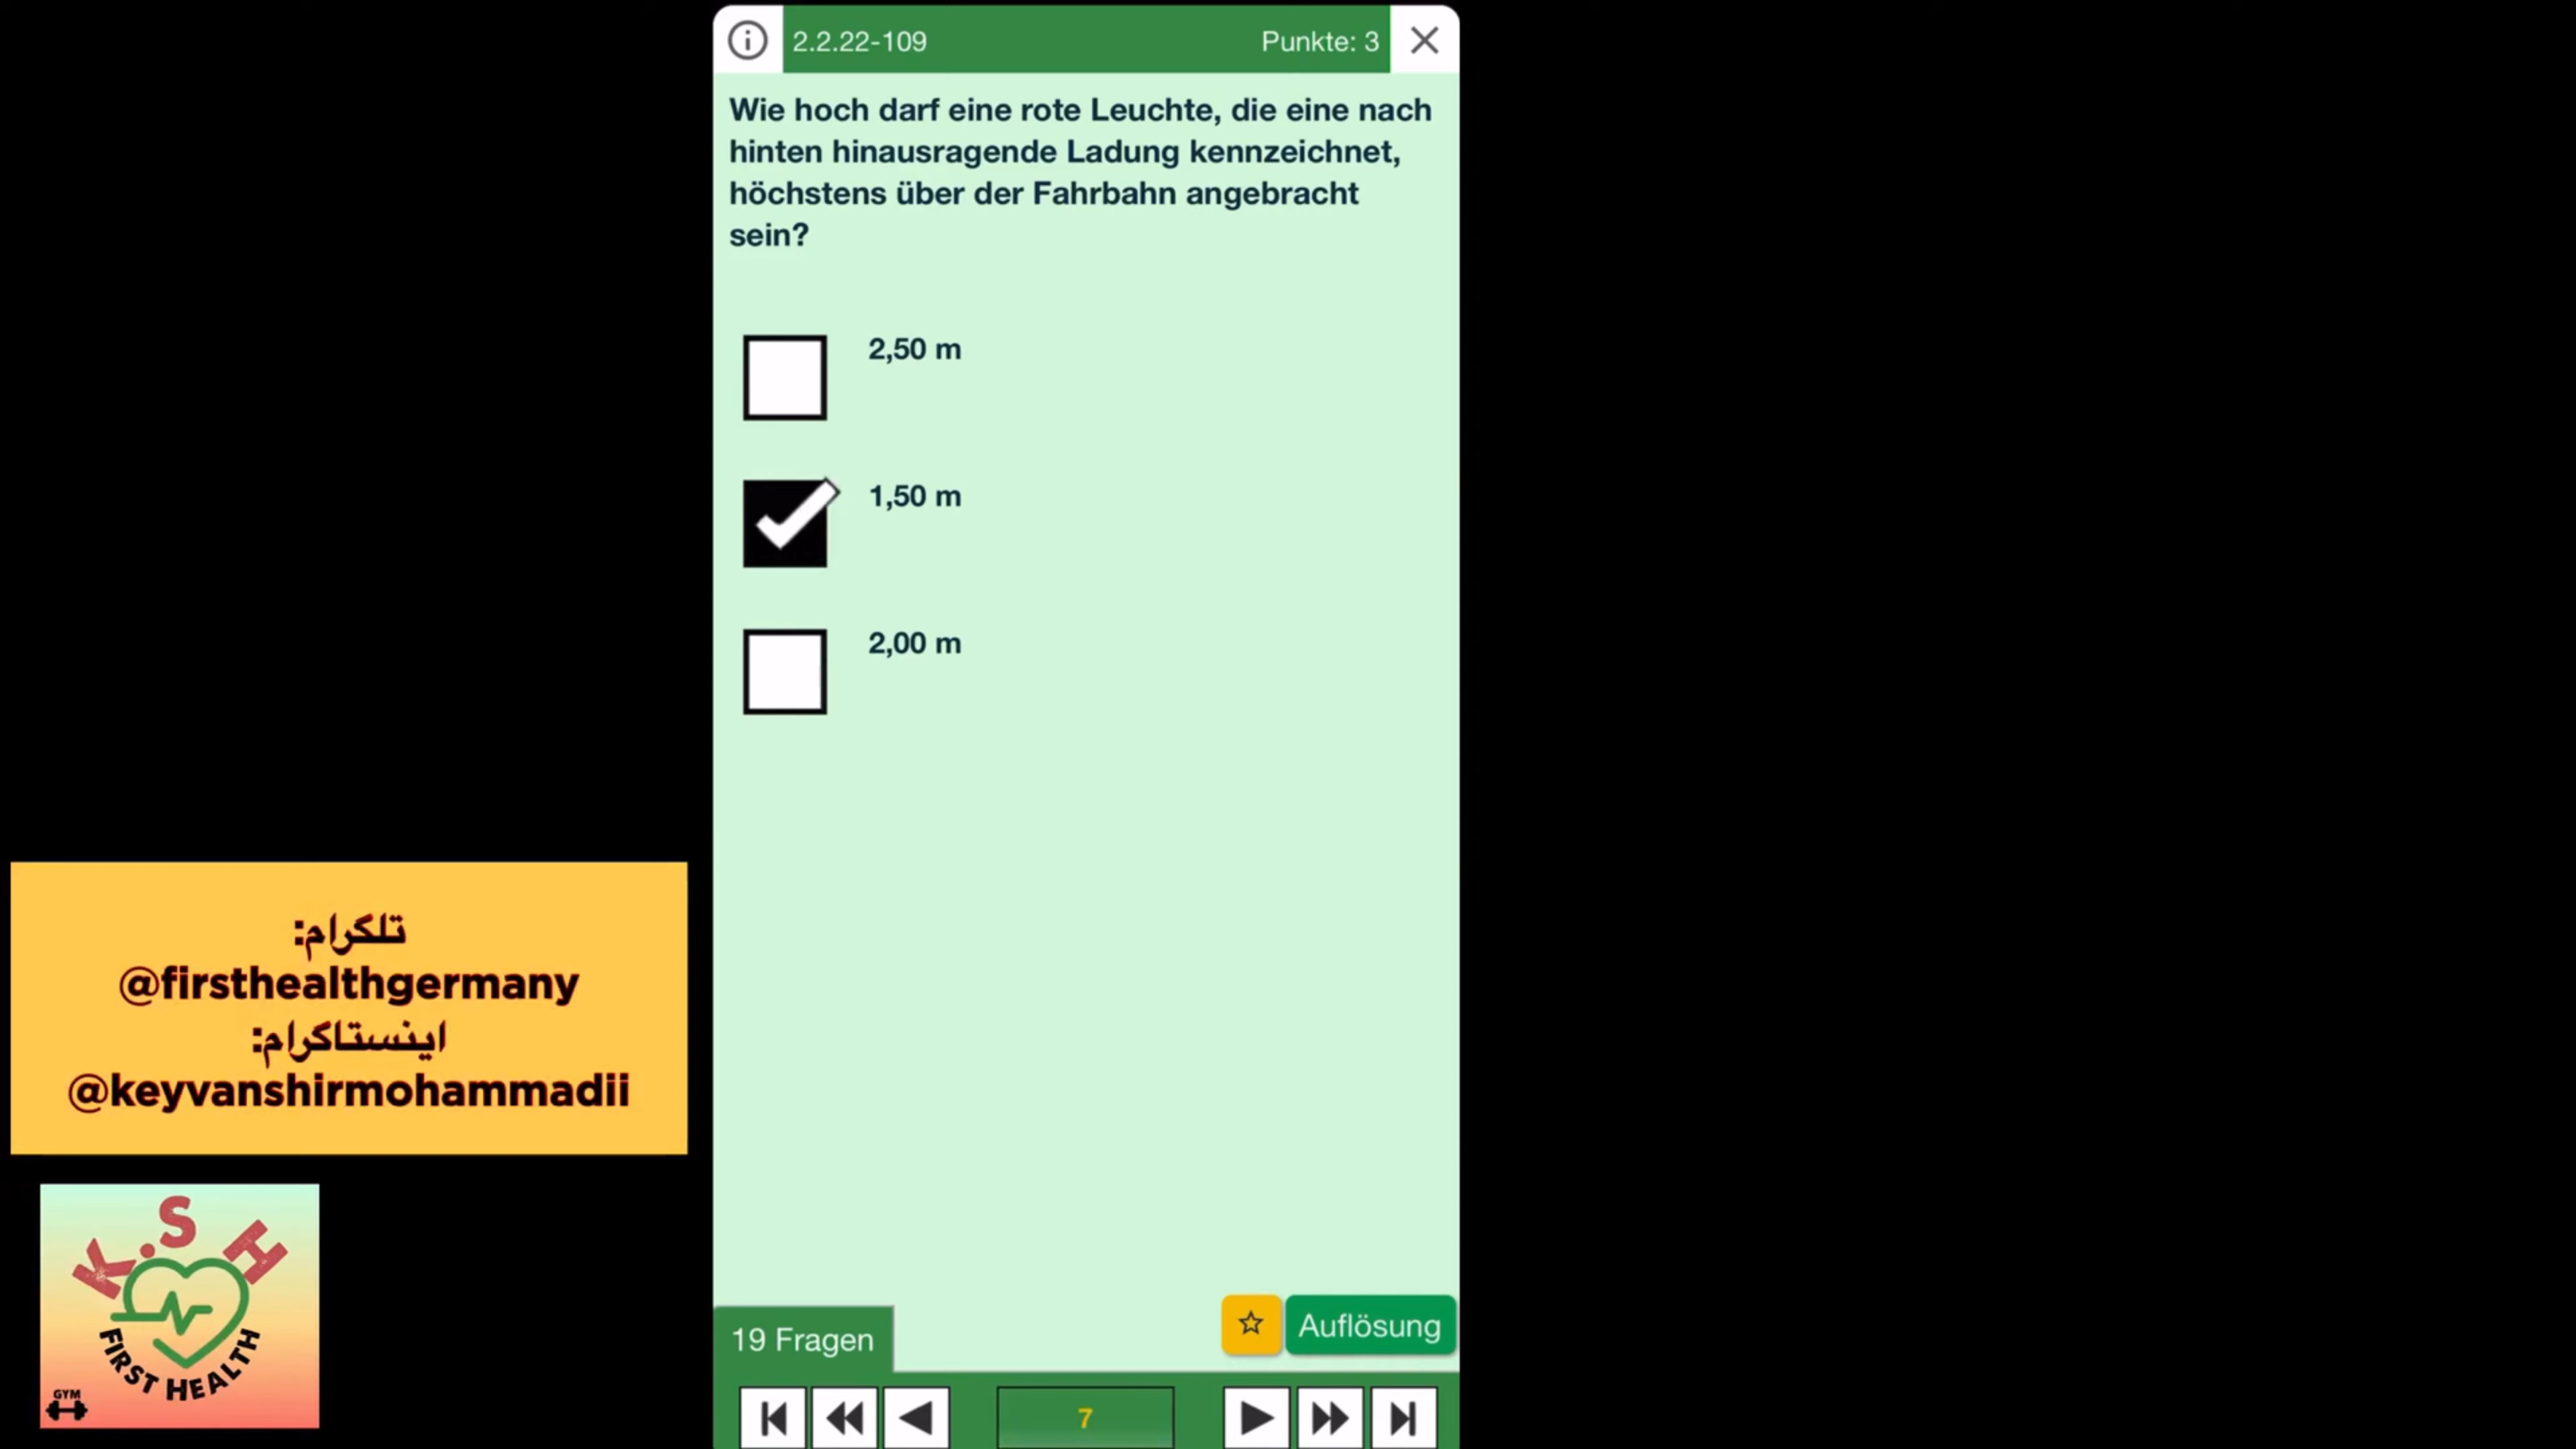 2.2.22-109
Punkte: 3
Wie hoch darf eine rote Leuchte, die eine nach
hinten hinausragende Ladung kennzeichnet,
höchstens über der Fahrbahn angebracht
sein?
2,50 m
1,50 m
2,00 m
تلگرام:
@firsthealthgermany
اینستاگرام:
@keyvanshirmohammadii
K.SH
FIRST HEALTH
GYM
19 Fragen
Auflösung
7